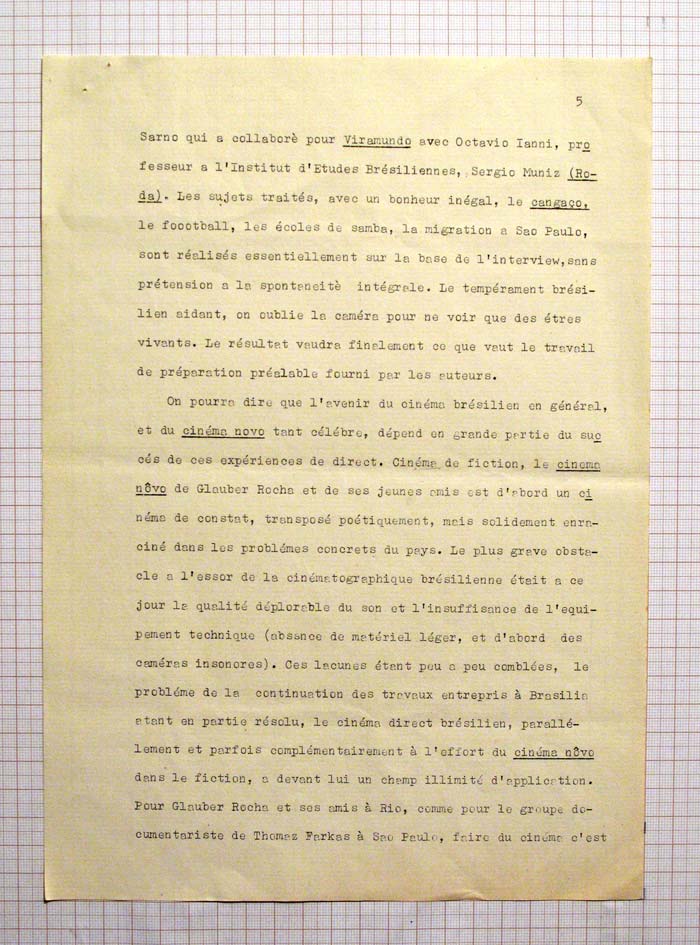 5
Sarno qui a collaborè pour Viramundo avec Octavio Ianni, pro
fesseur a l'Institut d'Etudes Brésiliennes, Sergio Muniz (Ro-
da). Les sujets traités, avec un bonheur inégal, le cangaço,
le foootball, les écoles de samba, la migration a Sao Paulo,
sont réalisés essentiellement sur la base de l'interview,sans
prétension a la spontaneitè intégrale. Le tempérament brési-
lien aidant, on oublie la caméra pour ne voir que des étres
vivants. Le résultat vaudra finalement ce que vaut le travail
de préparation préalable fourni par les auteurs.
On pourra dire que l'avenir du cinéma brésilien en général,
et du cinéma novo tant célébre, dépend en grande partie du suc
cés de ces expériences de direct. Cinéma de fiction, le cinema
nôvo de Glauber Rocha et de ses jeunes amis est d'abord un ci
néma de constat, transposé poétiquement, mais solidement enra-
ciné dans les problémes concrets du pays. Le plus grave obsta-
cle a l'essor de la cinématographique brésilienne était a ce
jour la qualité déplorable du son et l'insuffisance de l'equi-
pement technique (abssnce de matériel léger, et d'abord des
caméras insonores). Ces lacunes étant peu a peu comblées, le
probléme de la continuation des travaux entrepris à Brasilia
atant en partie résolu, le cinéma direct brésilien, parallé-
lement et parfois complémentairement à l'effort du cinéma nôvo
dans le fiction, a devant lui un champ illimité d'application.
Pour Glauber Rocha et ses amis à Rio, comme pour le groupe do-
cumentariste de Thomaz Farkas à Sao Paulo, faire du cinéma c'est